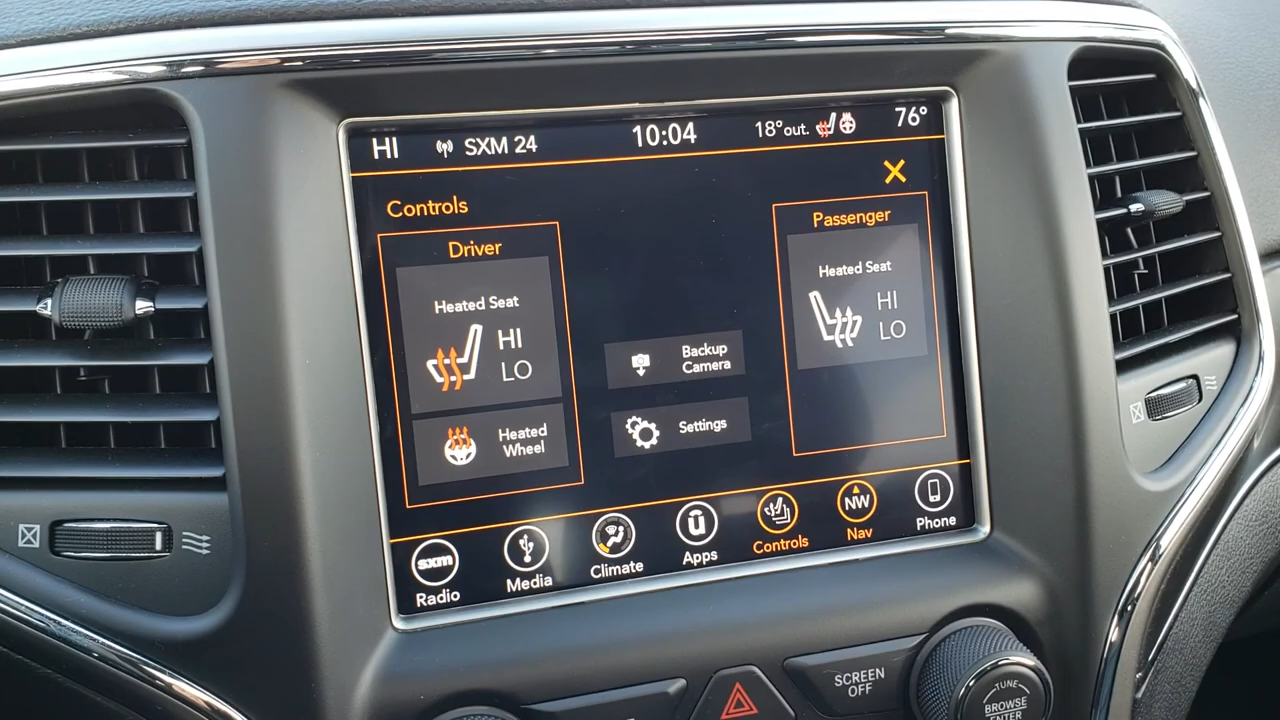 HI SXM 24 10:04 18°out. 76°
Controls
Driver
Heated Seat
HI
LO
Heated
Wheel
Backup
Camera
Settings
Passenger
Heated Seat
HI
LO
sxm
Radio
Media
Climate
U
Apps
Controls
NW
Nav
Phone
SCREEN
OFF
TUNE
BROWSE
ENTER